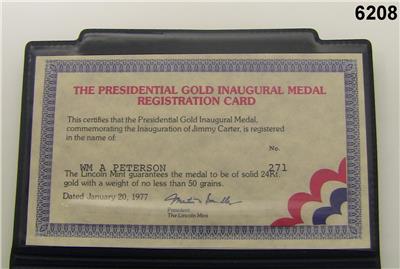 6208
THE PRESIDENTIAL GOLD INAUGURAL MEDAL
REGISTRATION CARD
This certifies that the Presidential Gold Inaugural Medal,
commemorating the Inauguration of Jimmy Carter, is registered
in the name of:
No.
WM A PETERSON 271
The Lincoln Mint guarantees the medal to be of solid 24Kt.
gold with a weight of no less than 50 grains.
Dated January 20, 1977
President
The Lincoln Mint